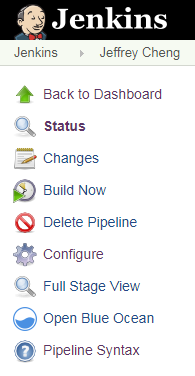 Jenkins
Jenkins Jeffrey Cheng
Back to Dashboard
Status
Changes
Build Now
Delete Pipeline
Configure
Full Stage View
Open Blue Ocean
Pipeline Syntax